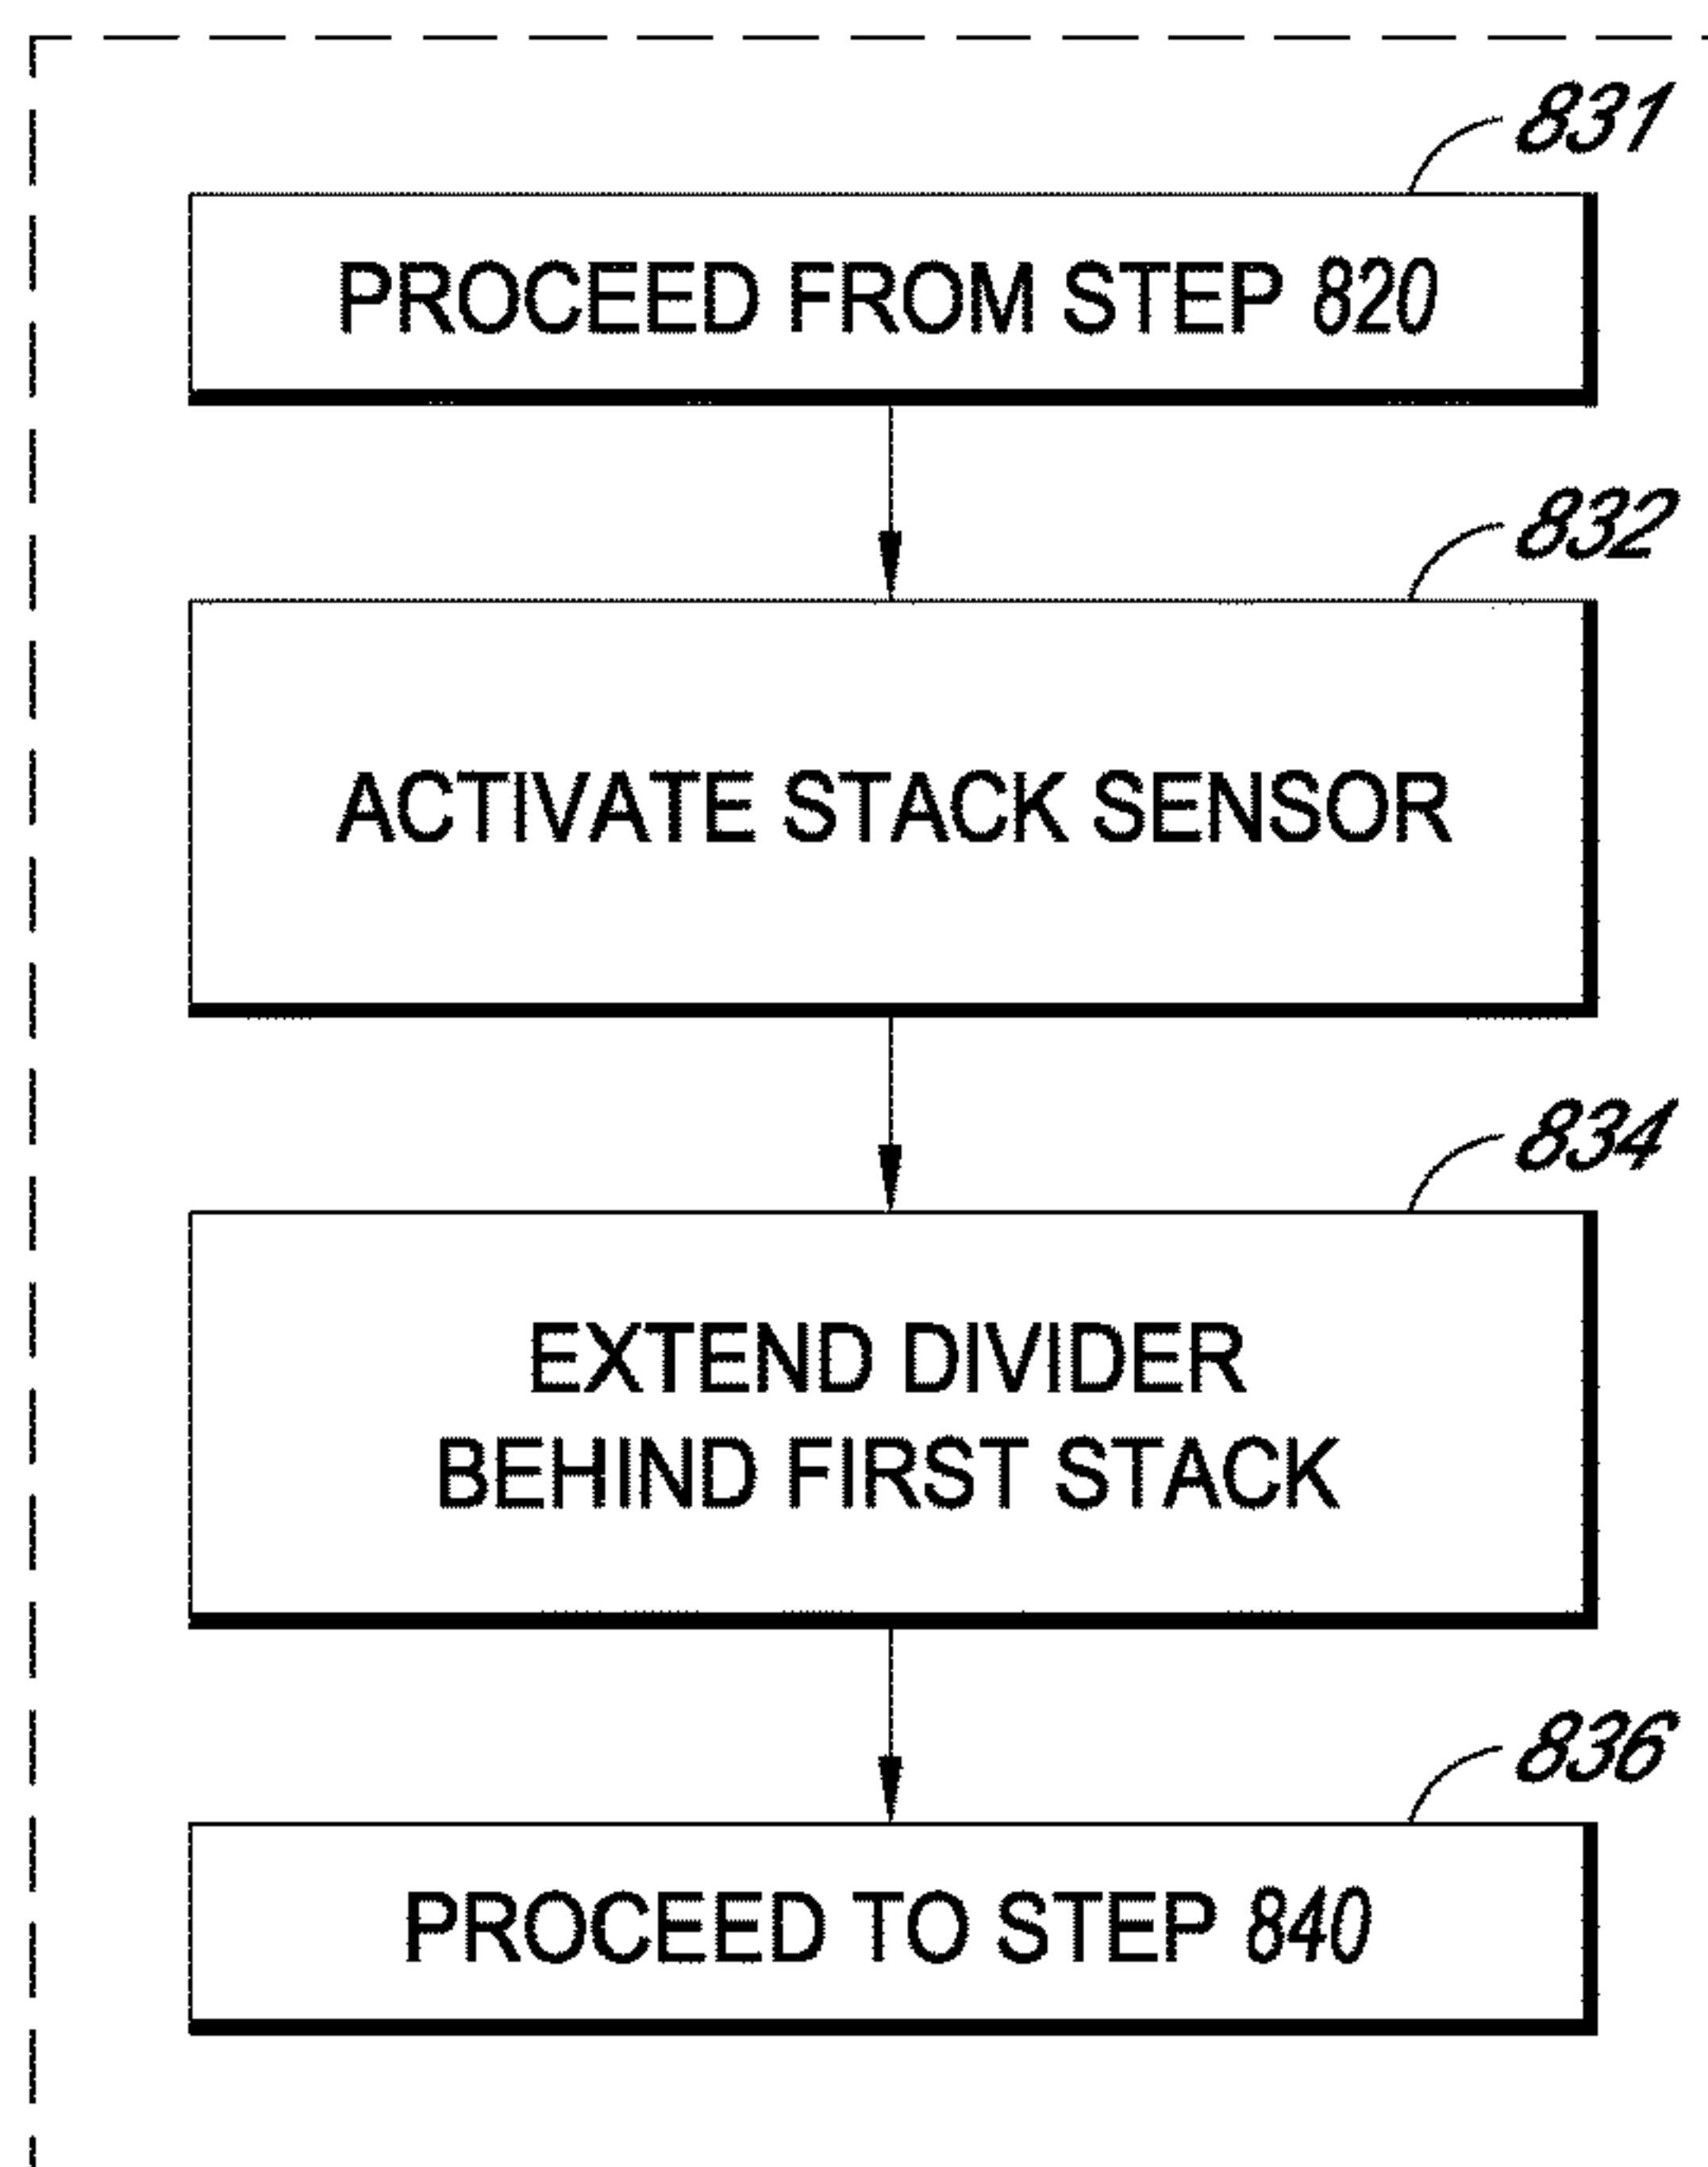 831
PROCEED FROM STEP 820
832
ACTIVATE STACK SENSOR
834
EXTEND DIVIDER
BEHIND FIRST STACK
836
PROCEED TO STEP 840